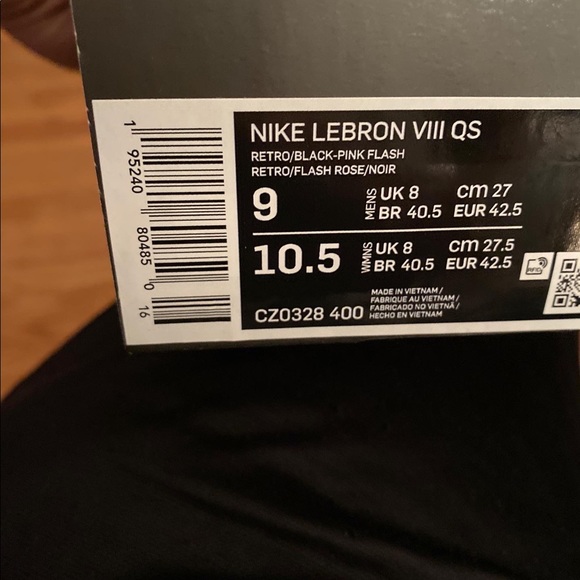 NIKE LEBRON VIII QS
RETRO/BLACK-PINK FLASH
RETRO/FLASH ROSE/NOIR
9 MENS UK 8 cm 27
BR 40.5 EUR 42.5
10.5 WMNS UK 8 cm 27.5
BR 40.5 EUR 42.5
CZ0328 400
MADE IN VIETNAM /
FABRIQUE AU VIETNAM /
FABRICADO NO VIETNÃ /
HECHO EN VIETNAM
RFID
1 95240 80485 0 16